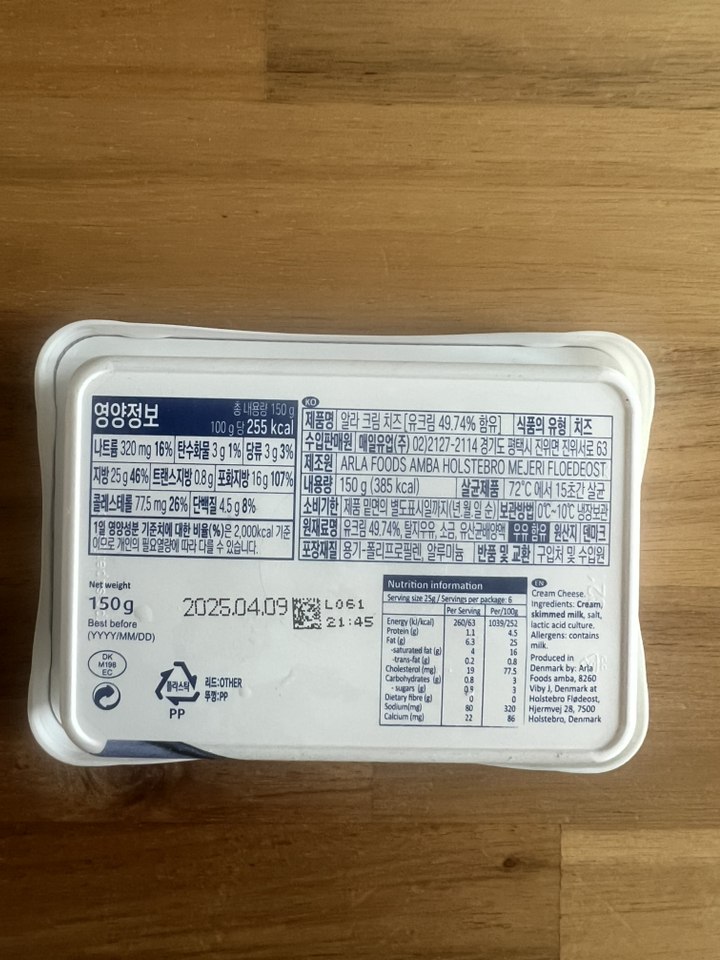 영양정보
총 내용량 150 g
100 g 당 255 kcal
나트륨 320 mg 16% 탄수화물 3 g 1% 당류 3 g 3%
지방 25 g 46% 트랜스지방 0.8 g 포화지방 16 g 107%
콜레스테롤 77.5 mg 26% 단백질 4.5 g 8%
1일 영양성분 기준치에 대한 비율(%)은 2,000kcal 기준
이므로 개인의 필요열량에 따라 다를 수 있습니다.
KO
제품명 알라 크림 치즈 [유크림 49.74% 함유] 식품의 유형 치즈
수입판매원 매일유업(주) 02)2127-2114 경기도 평택시 진위면 진위서로 63
제조원 ARLA FOODS AMBA HOLSTEBRO MEJERI FLOEDEOST
내용량 150 g (385 kcal) 살균제품 72℃ 에서 15초간 살균
소비기한 제품 밑면의 별도표시일까지(년 월 일 순) 보관방법 0℃~10℃ 냉장보관
원재료명 유크림 49.74%, 탈지우유, 소금, 유산균배양액 우유 함유 원산지 덴마크
포장재질 용기-폴리프로필렌, 알루미늄 반품 및 교환 구입처 및 수입원
Net weight
150 g
Best before
(YYYY/MM/DD)
2025.04.09
L061
21:45
DK
M198
EC
플라스틱
PP
리드:OTHER
뚜껑:PP
Nutrition information
Serving size 25g / Servings per package: 6
Per Serving Per/100g
Energy (kJ/kcal) 260/63 1039/252
Protein (g) 1.1 4.5
Fat (g) 6.3 25
-saturated fat (g) 4 16
-trans-fat (g) 0.2 0.8
Cholesterol (mg) 19 77.5
Carbohydrates (g) 0.8 3
- sugars (g) 0.9 3
Dietary fibre (g) 0 0
Sodium(mg) 80 320
Calcium (mg) 22 86
EN
Cream Cheese.
Ingredients: Cream,
skimmed milk, salt,
lactic acid culture.
Allergens: contains
milk.
Produced in
Denmark by: Arla
Foods amba, 8260
Viby J, Denmark at
Holstebro Flødeost,
Hjermvej 28, 7500
Holstebro, Denmark